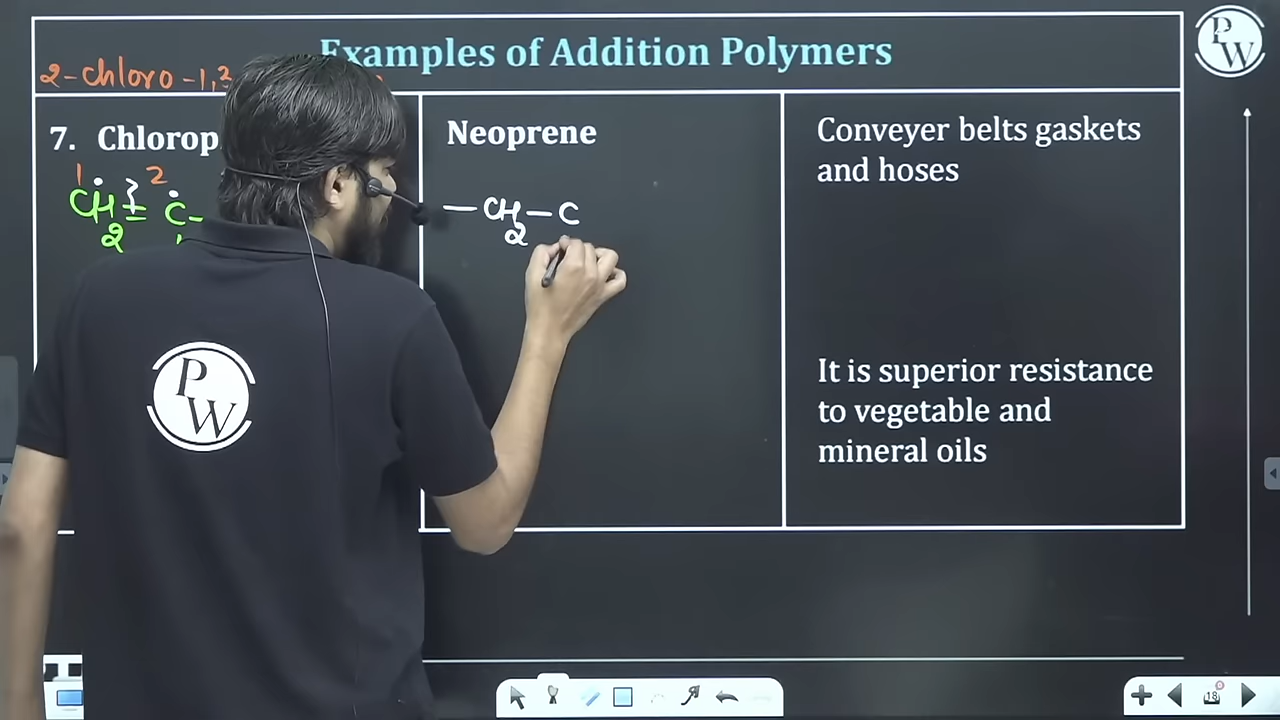 Examples of Addition Polymers
2-chloro-1,3
7. Chlorop
1 2
CH2=C-
Neoprene
-CH2-C
Conveyer belts gaskets
and hoses
It is superior resistance
to vegetable and
mineral oils
PW
PW
18